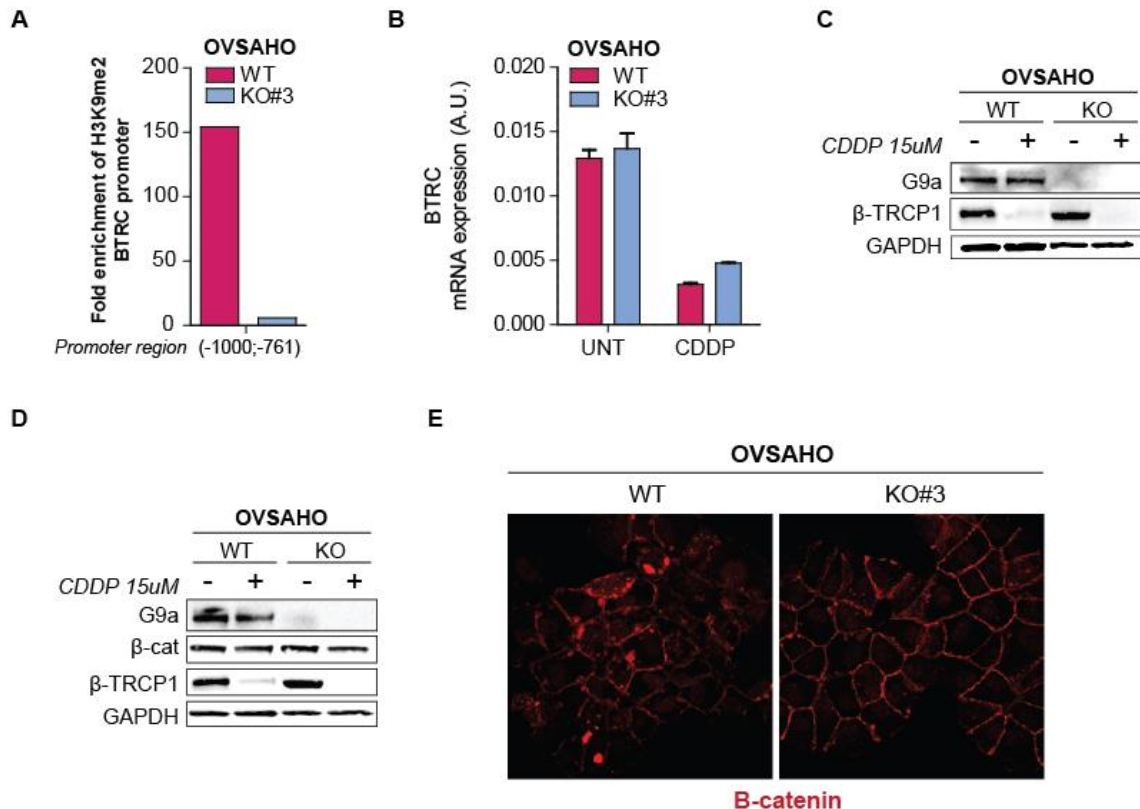 A
OVSAHO
WT
KO#3
Fold enrichment of H3K9me2
BTRC promoter
200
150
100
50
0
Promoter region (-1000;-761)
B
OVSAHO
WT
KO#3
BTRC
mRNA expression (A.U.)
0.020
0.015
0.010
0.005
0.000
UNT CDDP
C
OVSAHO
WT KO
CDDP 15uM - + - +
G9a
β-TRCP1
GAPDH
D
OVSAHO
WT KO
CDDP 15uM - + - +
G9a
β-cat
β-TRCP1
GAPDH
E
OVSAHO
WT KO#3
B-catenin